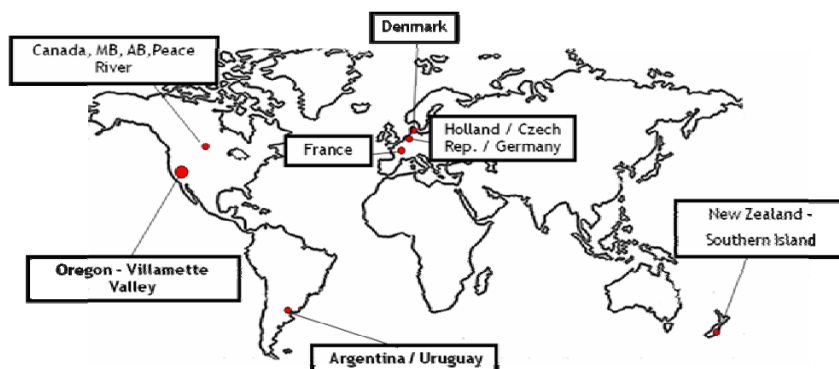 Denmark
Canada, MB, AB,Peace
River
France
Holland / Czech
Rep. / Germany
New Zealand -
Southern Island
Oregon - Villamette
Valley
Argentina / Uruguay